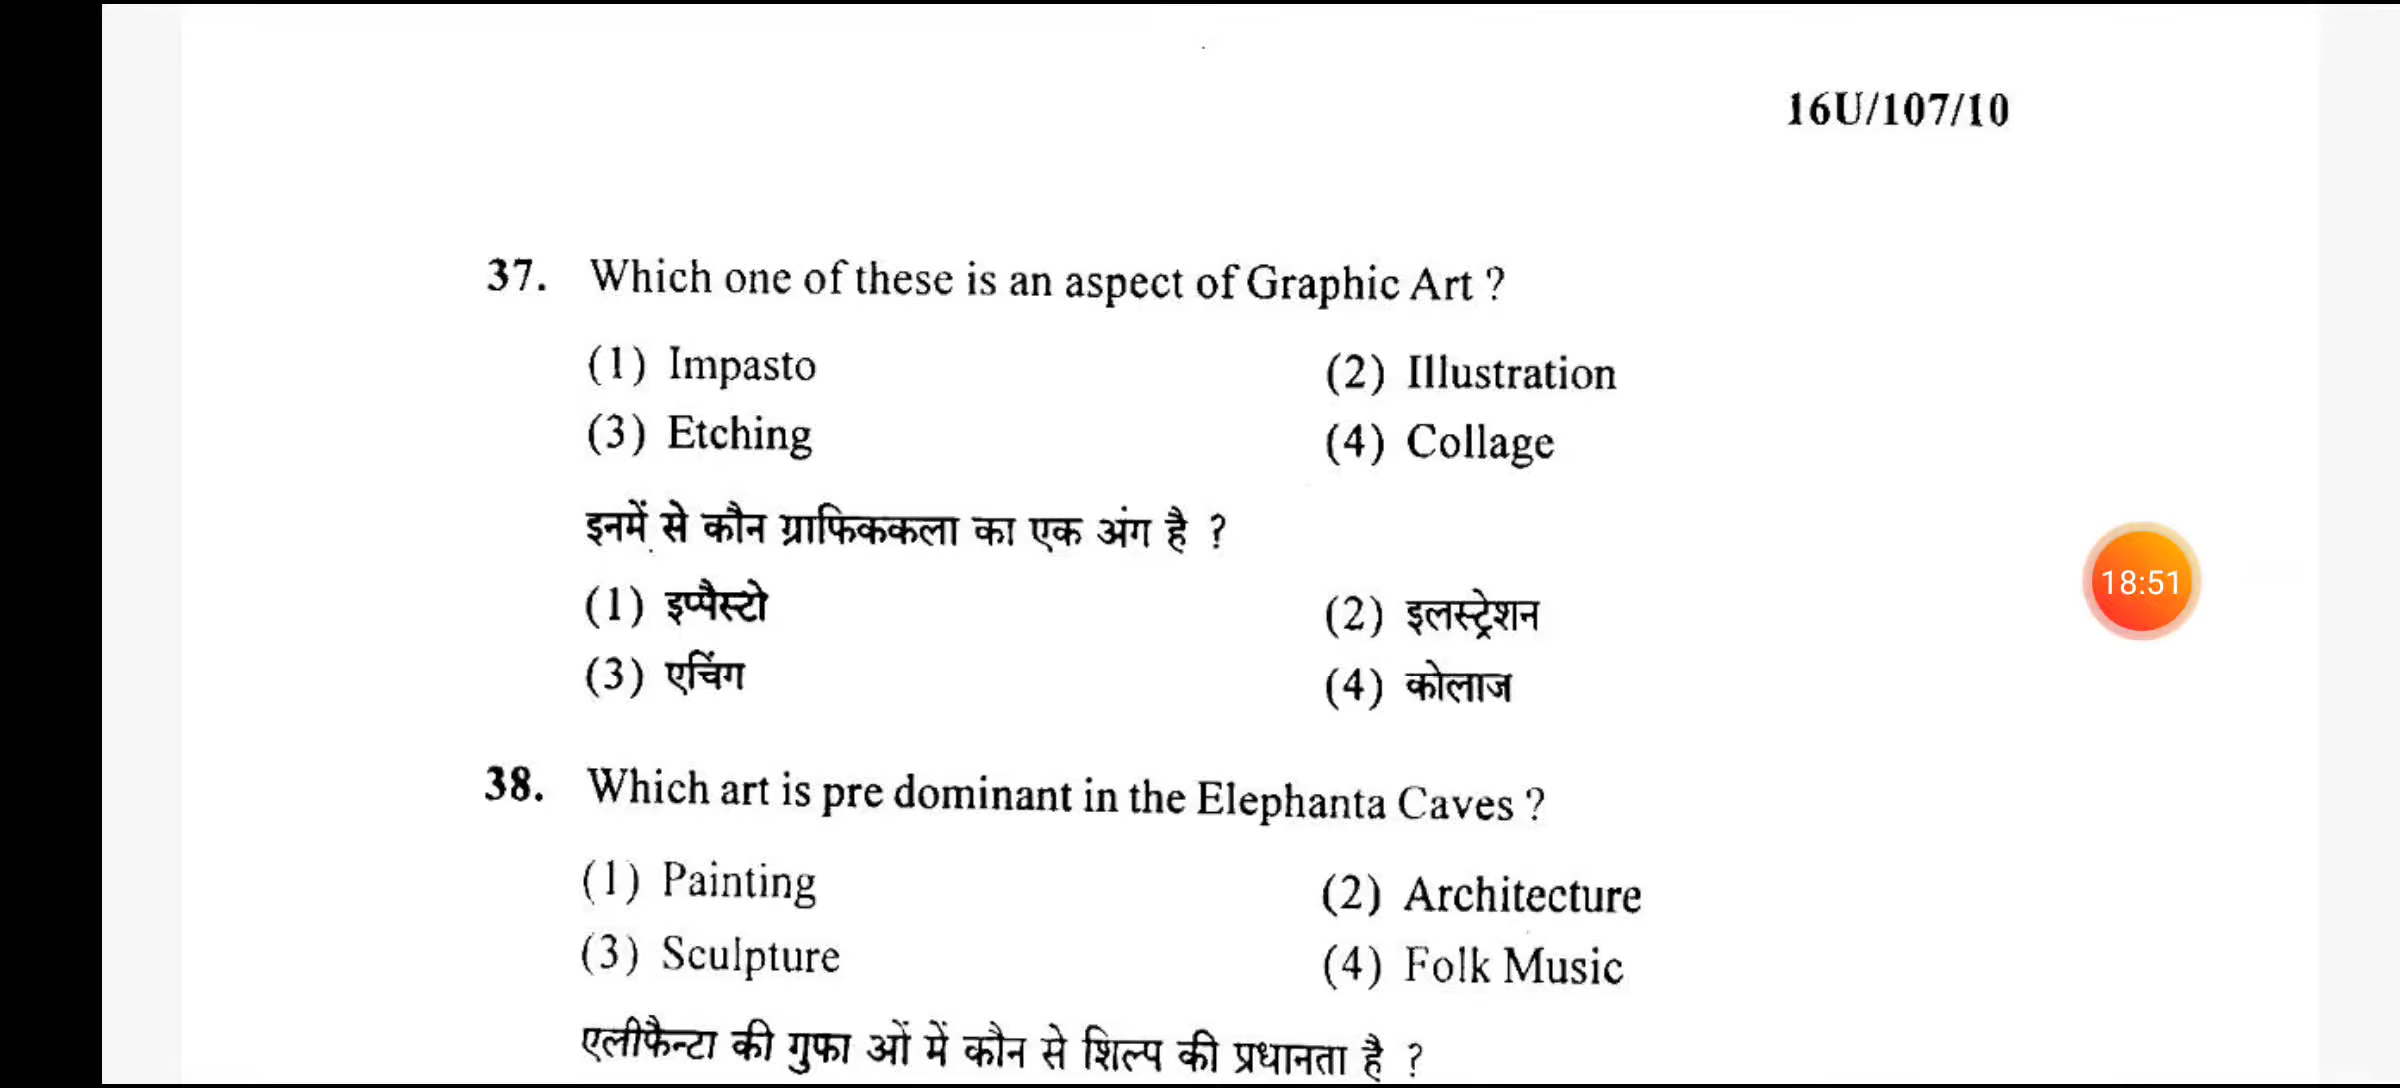 16U/107/10
37. Which one of these is an aspect of Graphic Art ?
(1) Impasto (2) Illustration
(3) Etching (4) Collage
इनमें से कौन ग्राफिककला का एक अंग है ?
(1) इप्पैस्टो (2) इलस्ट्रेशन
(3) एचिंग (4) कोलाज
18:51
38. Which art is pre dominant in the Elephanta Caves ?
(1) Painting (2) Architecture
(3) Sculpture (4) Folk Music
एलीफैन्टा की गुफा ओं में कौन से शिल्प की प्रधानता है ?